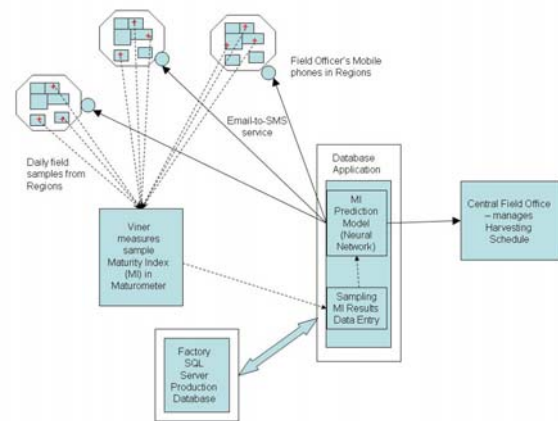 Field Officer's Mobile
phones in Regions
Email-to-SMS
service
Daily field
samples from
Regions
Database
Application
MI
Prediction
Model
(Neural
Network)
Central Field Office
– manages
Harvesting
Schedule
Viner
measures
sample
Maturity Index
(MI) in
Maturometer
Sampling
MI Results
Data Entry
Factory
SQL
Server
Production
Database